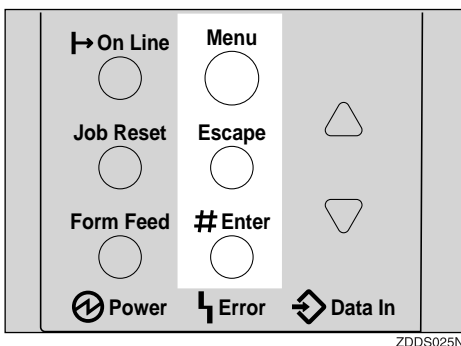 On Line Menu
Job Reset Escape
Form Feed # Enter
Power Error Data In
ZDDS025N